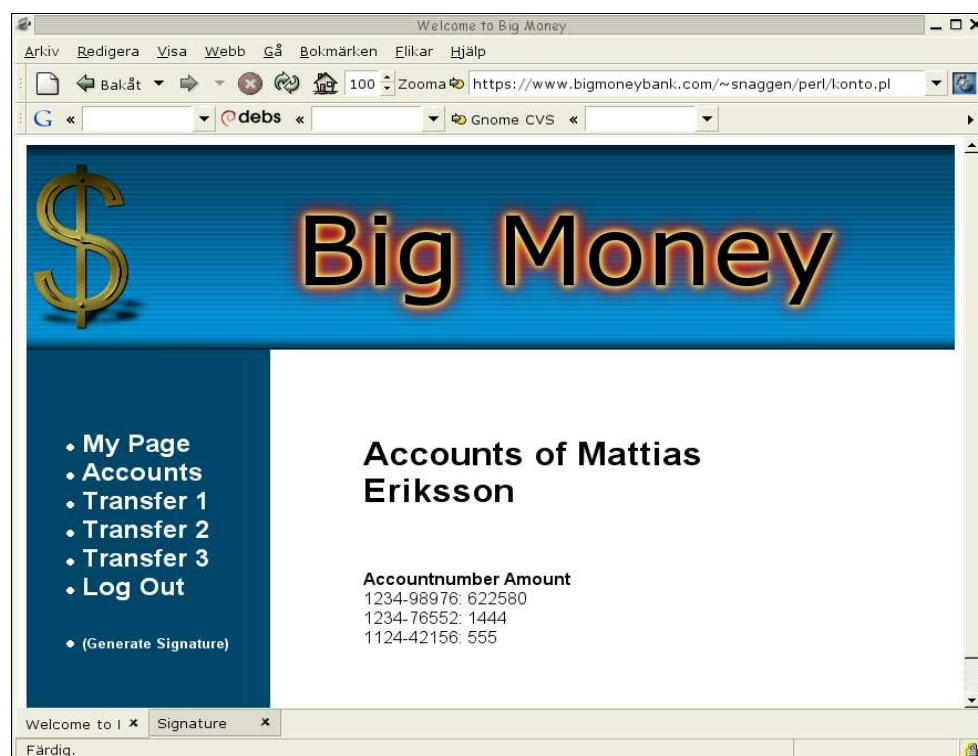 Welcome to Big Money
Arkiv Redigera Visa Webb Gå Bokmärken Flikar Hjälp
Bakåt 100 Zooma https://www.bigmoneybank.com/~snaggen/perl/konto.pl
G « debs « Gnome CVS «
$ Big Money
My Page
Accounts
Transfer 1
Transfer 2
Transfer 3
Log Out
(Generate Signature)
Accounts of Mattias
Eriksson
Accountnumber Amount
1234-98976: 622580
1234-76552: 1444
1124-42156: 555
Welcome to I Signature
Färdig.